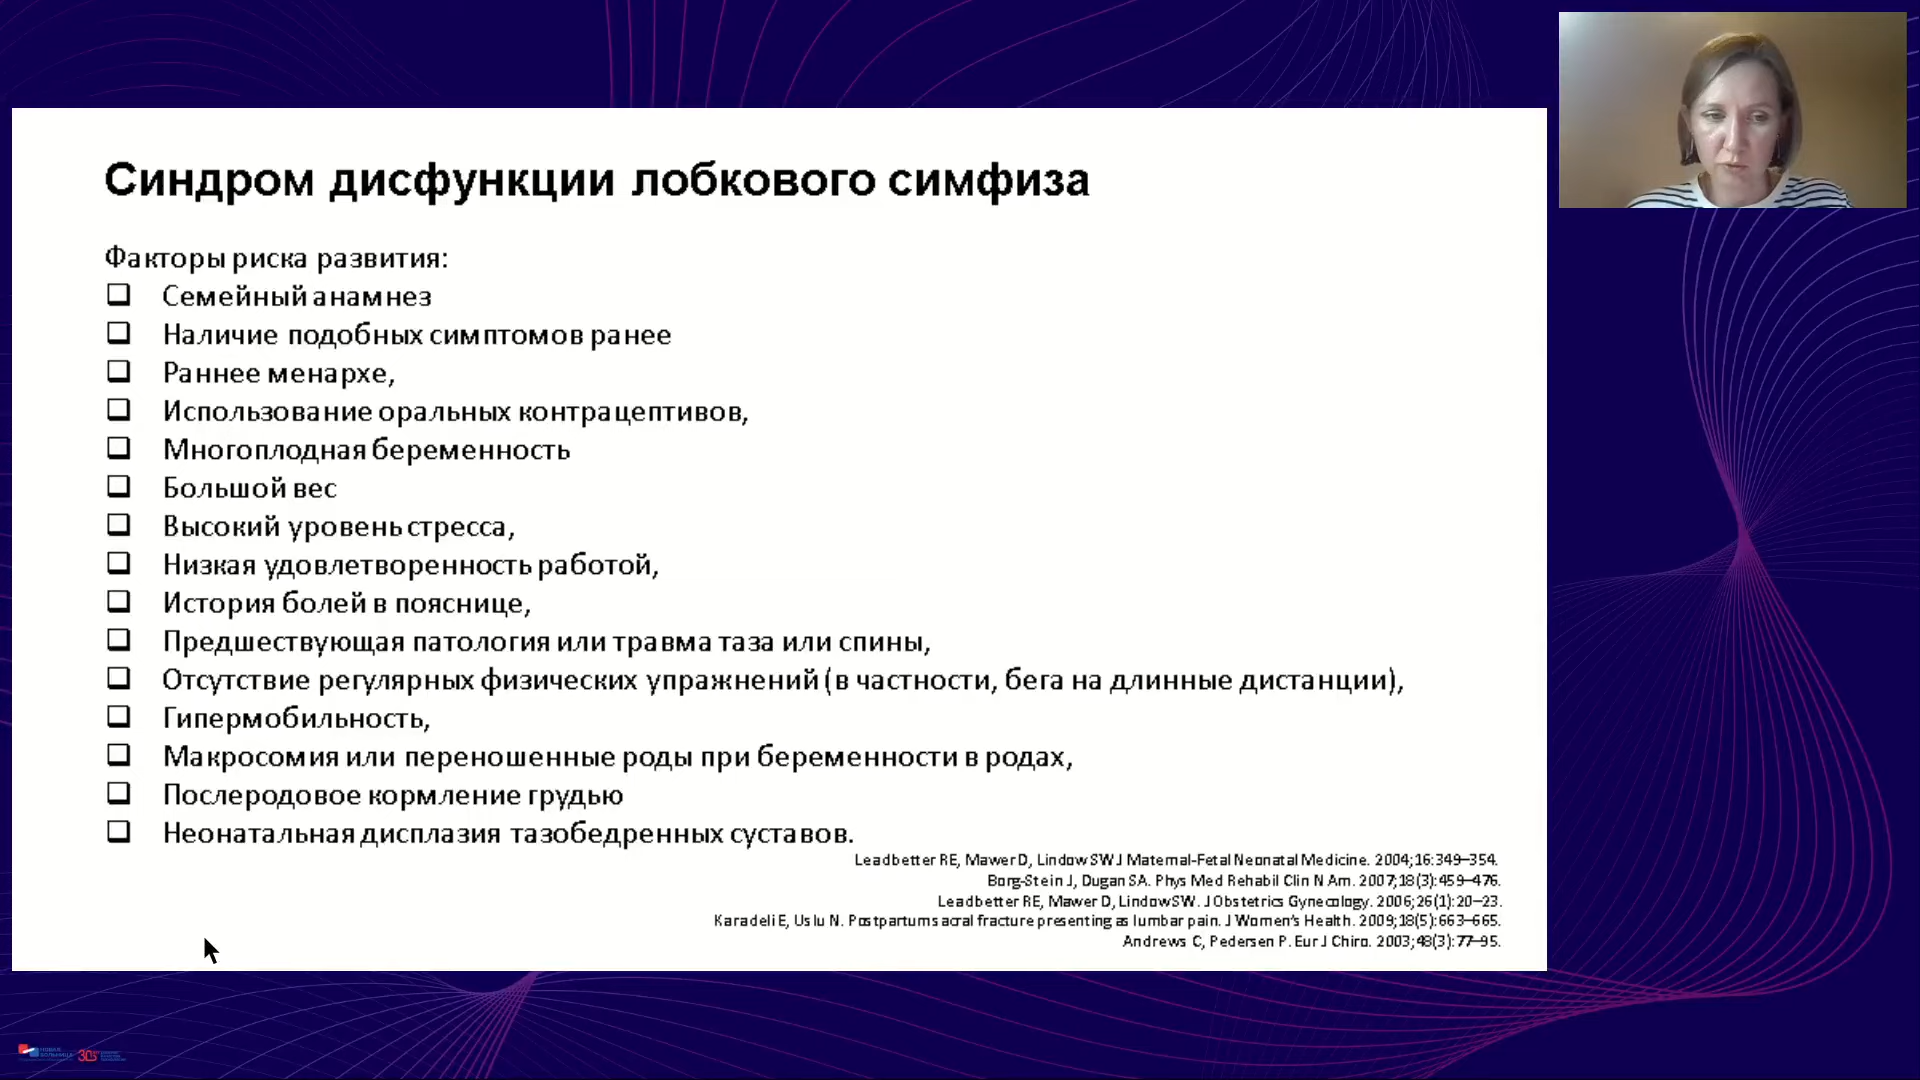 Синдром дисфункции лобкового симфиза
Факторы риска развития:
Семейный анамнез
Наличие подобных симптомов ранее
Раннее менархе,
Использование оральных контрацептивов,
Многоплодная беременность
Большой вес
Высокий уровень стресса,
Низкая удовлетворенность работой,
История болей в пояснице,
Предшествующая патология или травма таза или спины,
Отсутствие регулярных физических упражнений (в частности, бега на длинные дистанции),
Гипермобильность,
Макросомия или переношенные роды при беременности в родах,
Послеродовое кормление грудью
Неонатальная дисплазия тазобедренных суставов.
Leadbetter RE, Mawer D, Lindow SW J Maternal-Fetal Neonatal Medicine. 2004;16:349–354.
Borg-Stein J, Dugan SA. Phys Med Rehabil Clin N Am. 2007;18(3):459–476.
Leadbetter RE, Mawer D, Lindow SW. J Obstetrics Gynecology. 2006;26(1):20–23.
Karadeli E, Uslu N. Postpartum sacral fracture presenting as lumbar pain. J Women's Health. 2009;18(5):663–665.
Andrews C, Pedersen P. Eur J Chiro. 2003;48(3):77–95.
НОВАЯ
БОЛЬНИЦА
30